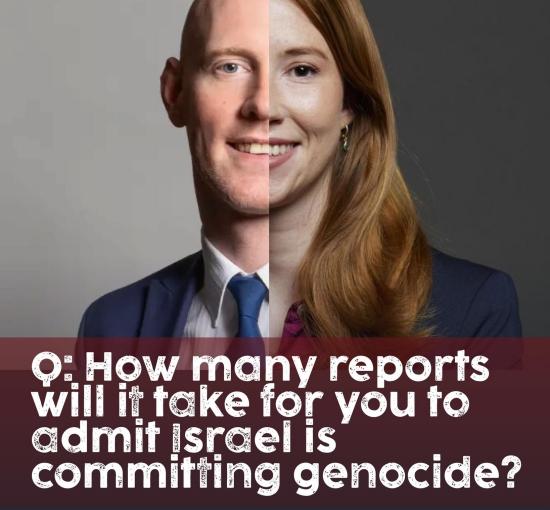 Q: How many reports
will it take for you to
admit Israel is
committing genocide?